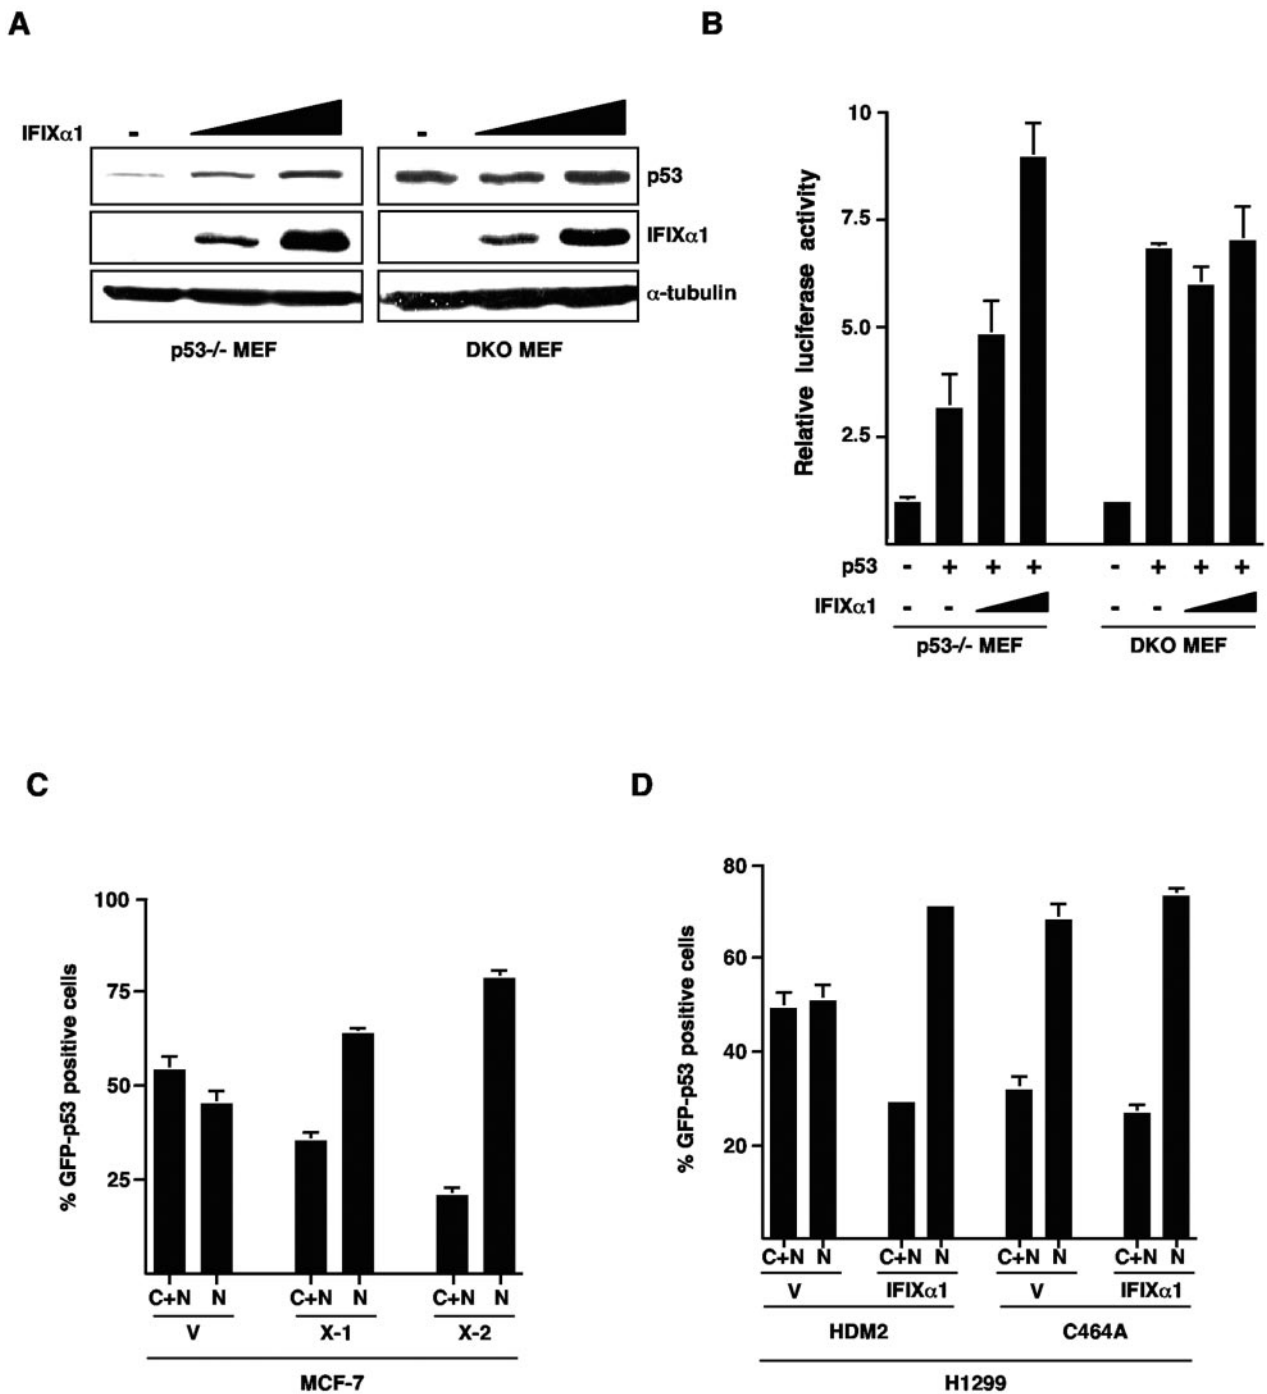 A
IFIXα1 - -
p53
IFIXα1
α-tubulin
p53-/- MEF DKO MEF
B
Relative luciferase activity
10
7.5
5.0
2.5
p53 - + + + - + + +
IFIXα1 - - - -
p53-/- MEF DKO MEF
C
% GFP-p53 positive cells
100
75
50
25
C+N N C+N N C+N N
V X-1 X-2
MCF-7
D
% GFP-p53 positive cells
80
60
40
20
C+N N C+N N C+N N C+N N
V IFIXα1 V IFIXα1
HDM2 C464A
H1299